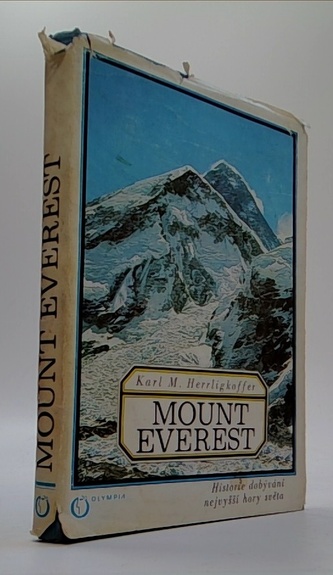 MOUNT EVEREST
Karl M. Herrligkoffer
MOUNT
EVEREST
Historie dobývání
nejvyšší hory světa
OLYMPIA